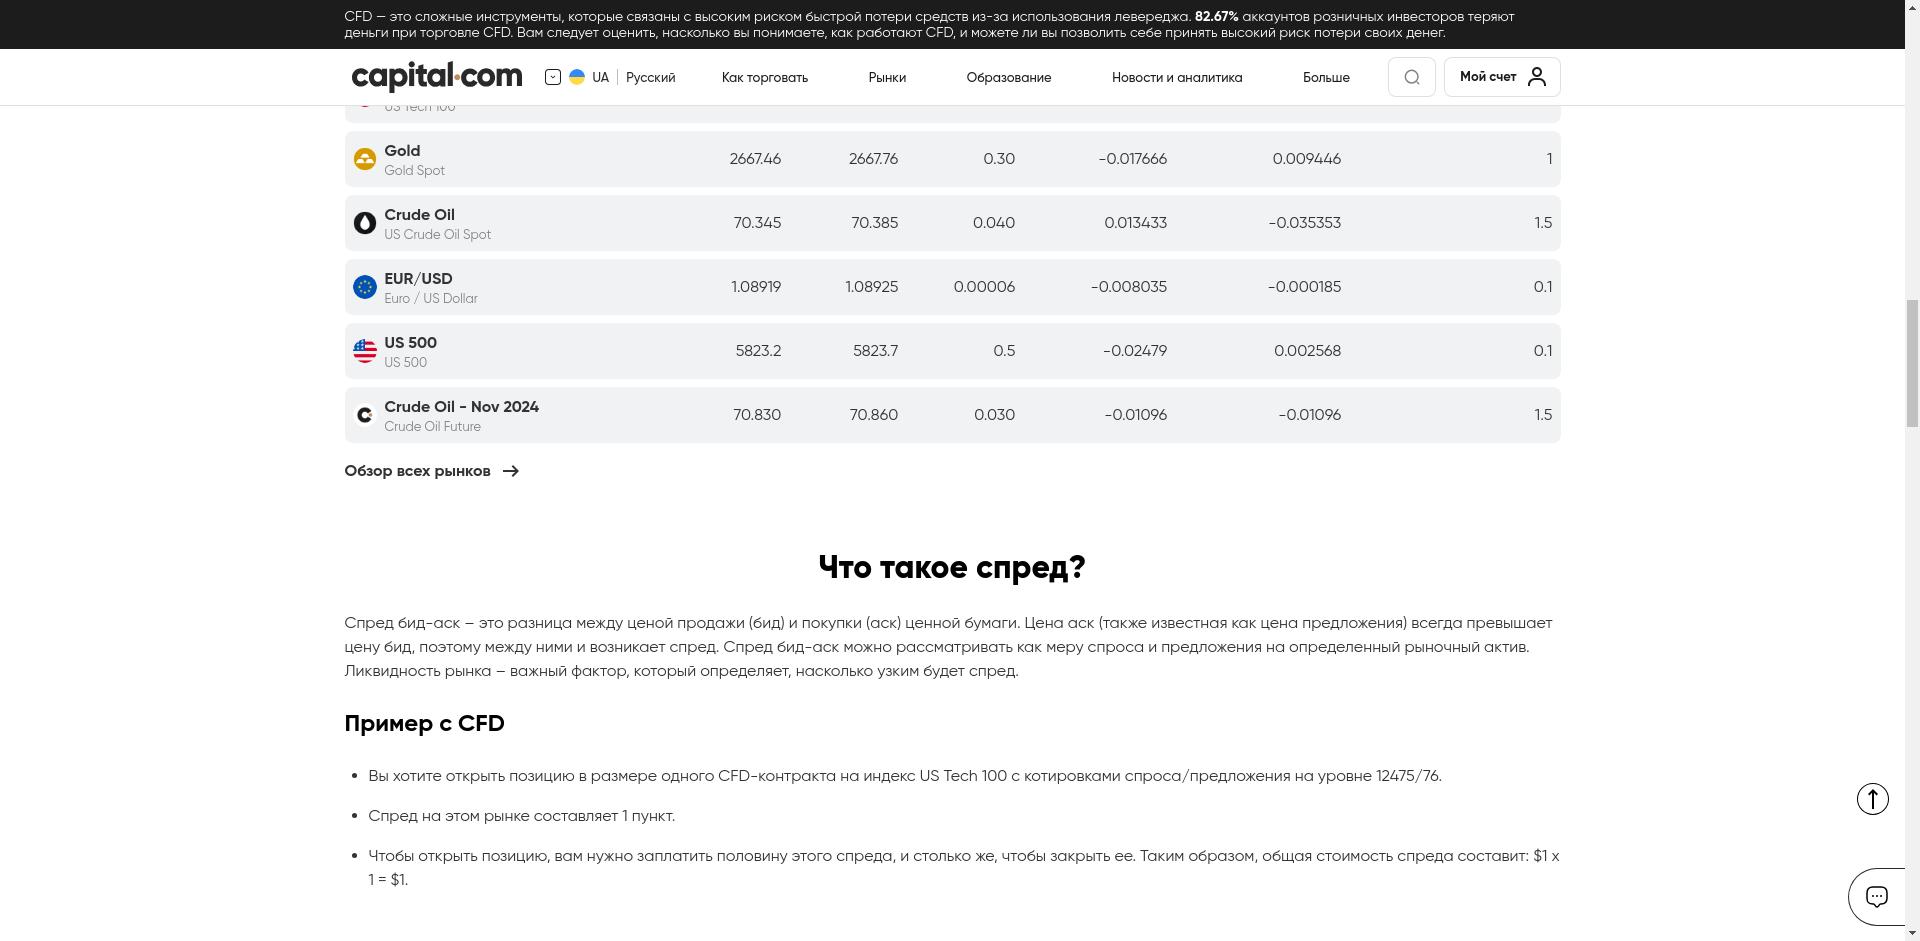 CFD — это сложные инструменты, которые связаны с высоким риском быстрой потери средств из-за использования левереджа. 82.67% аккаунтов розничных инвесторов теряют
деньги при торговле CFD. Вам следует оценить, насколько вы понимаете, как работают CFD, и можете ли вы позволить себе принять высокий риск потери своих денег.
capital.com UA Русский Как торговать Рынки Образование Новости и аналитика Больше Мой счет
US Tech 100
Gold
Gold Spot
2667.46 2667.76 0.30 -0.017666 0.009446 1
Crude Oil
US Crude Oil Spot
70.345 70.385 0.040 0.013433 -0.035353 1.5
EUR/USD
Euro / US Dollar
1.08919 1.08925 0.00006 -0.008035 -0.000185 0.1
US 500
US 500
5823.2 5823.7 0.5 -0.02479 0.002568 0.1
Crude Oil - Nov 2024
Crude Oil Future
70.830 70.860 0.030 -0.01096 -0.01096 1.5
Обзор всех рынков
Что такое спред?
Спред бид-аск – это разница между ценой продажи (бид) и покупки (аск) ценной бумаги. Цена аск (также известная как цена предложения) всегда превышает
цену бид, поэтому между ними и возникает спред. Спред бид-аск можно рассматривать как меру спроса и предложения на определенный рыночный актив.
Ликвидность рынка – важный фактор, который определяет, насколько узким будет спред.
Пример с CFD
• Вы хотите открыть позицию в размере одного CFD-контракта на индекс US Tech 100 с котировками спроса/предложения на уровне 12475/76.
• Спред на этом рынке составляет 1 пункт.
• Чтобы открыть позицию, вам нужно заплатить половину этого спреда, и столько же, чтобы закрыть ее. Таким образом, общая стоимость спреда составит: $1 x
1 = $1.